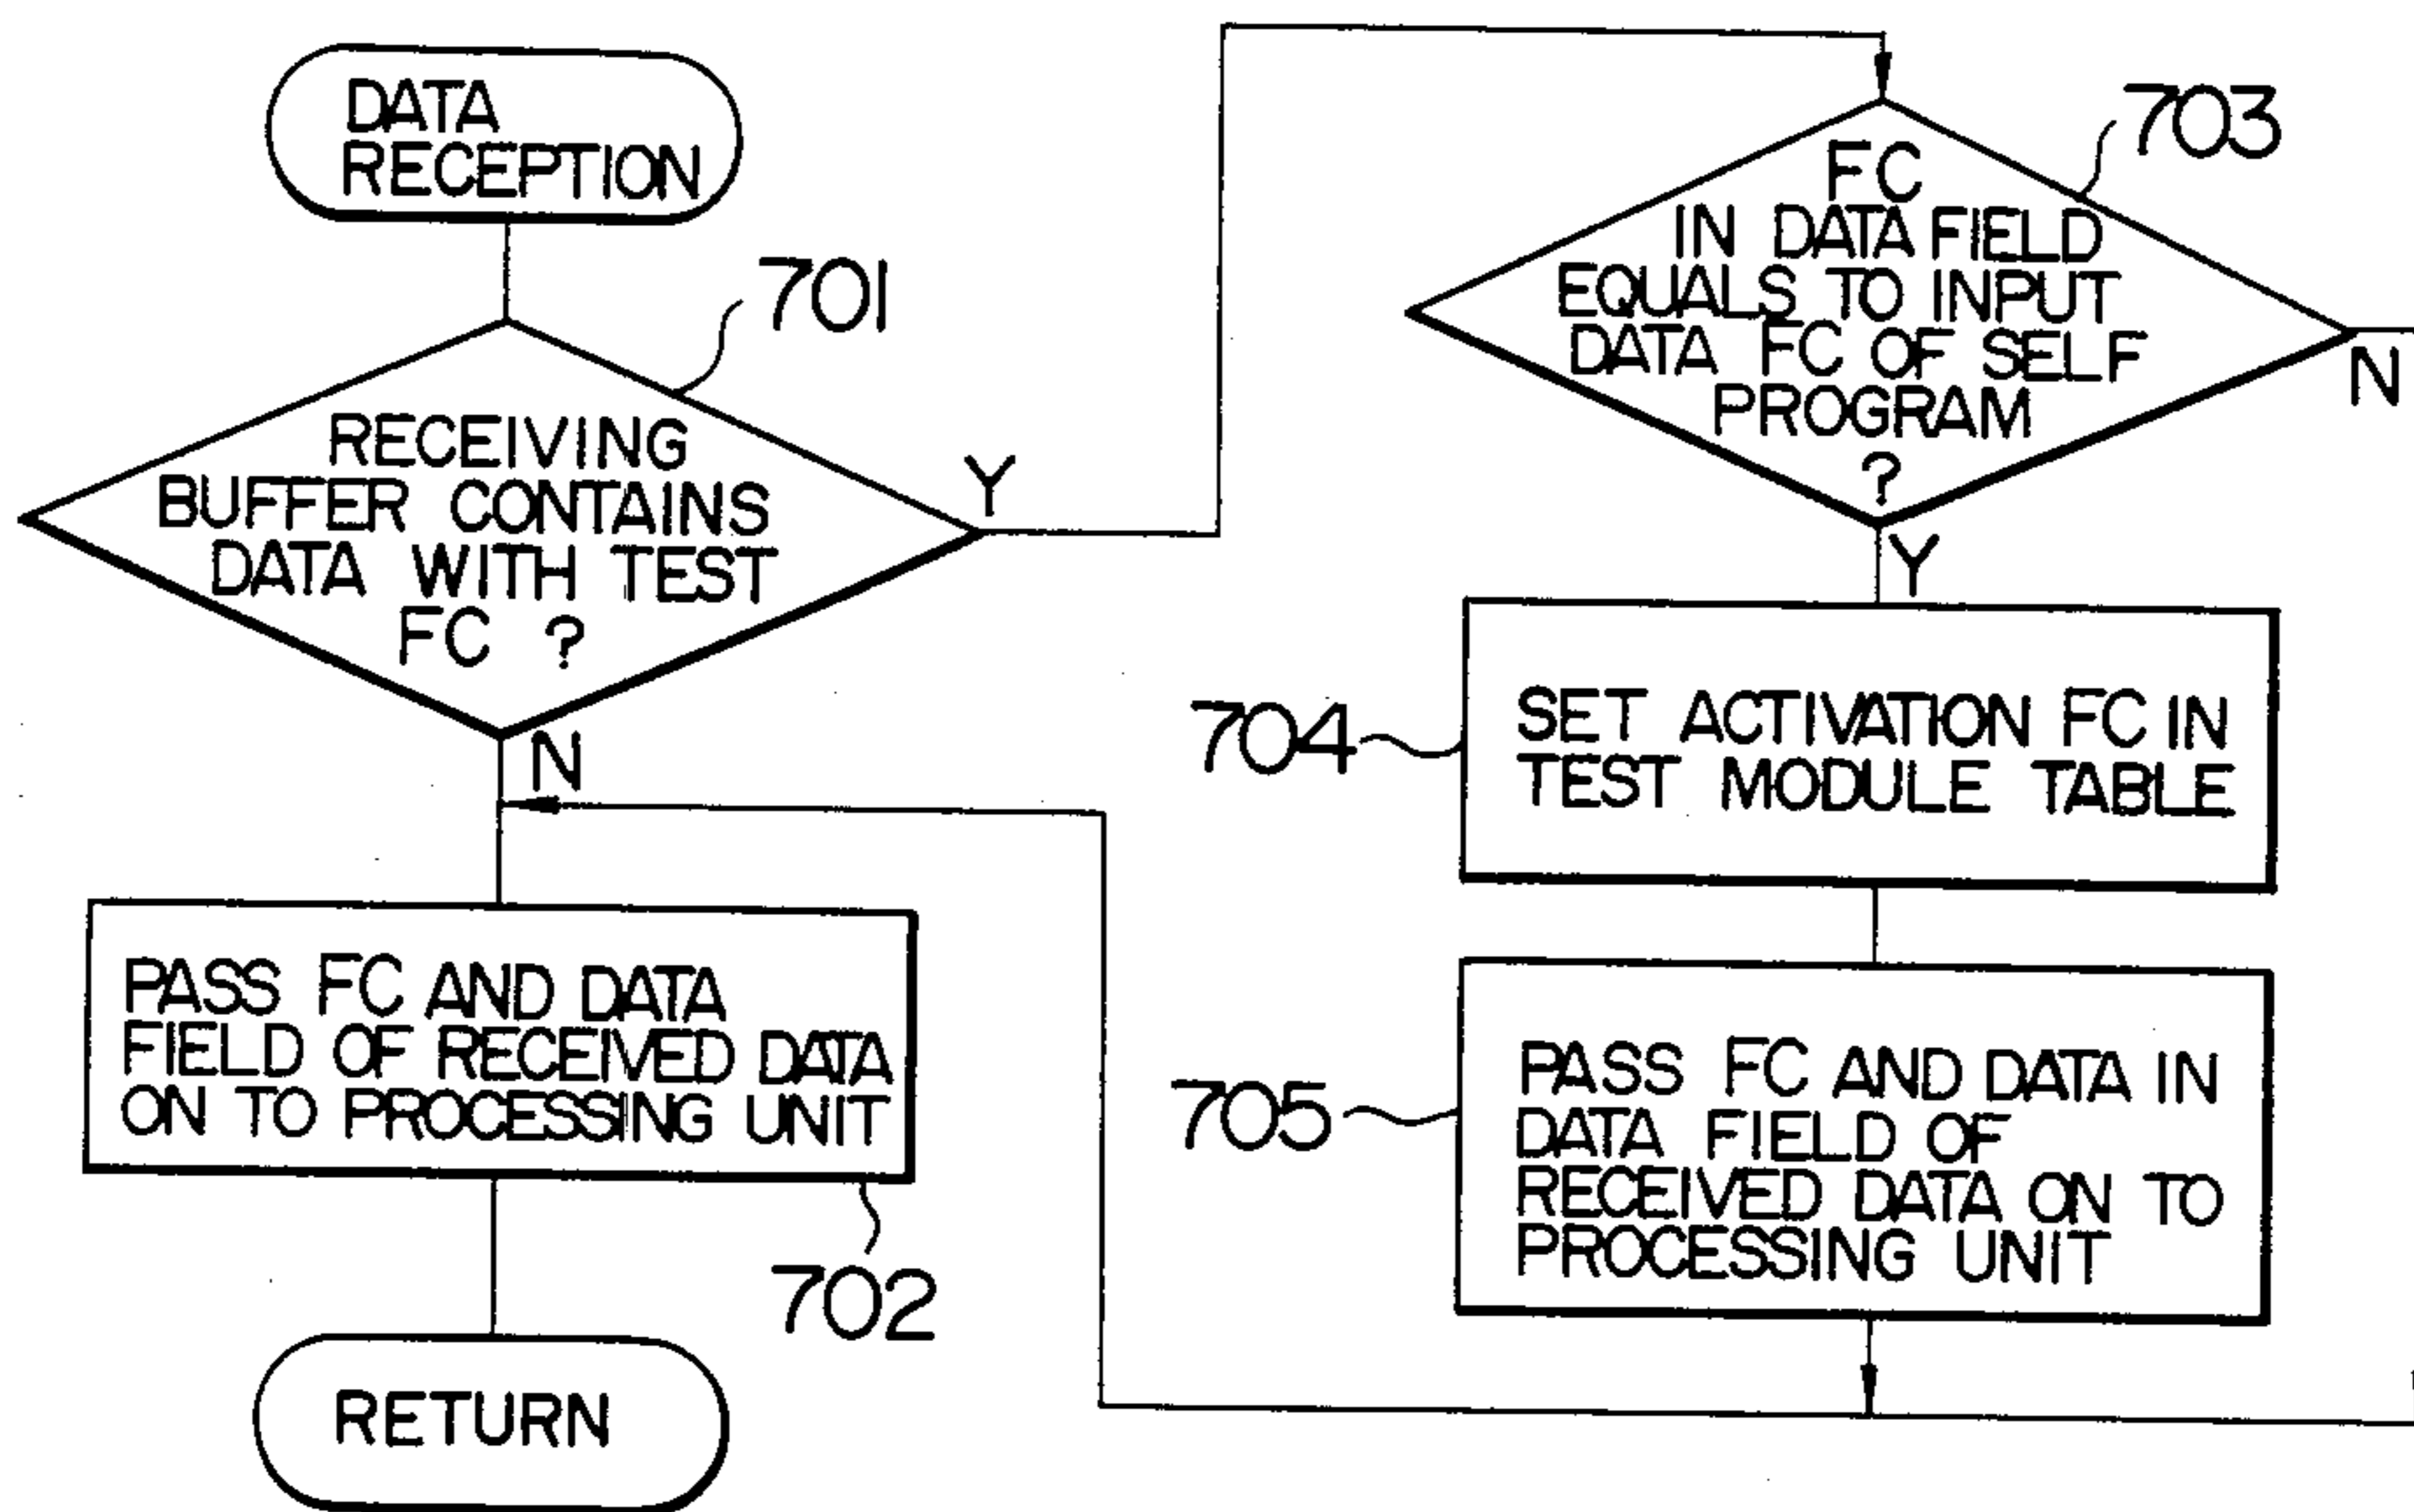 DATA
RECEPTION
701
RECEIVING
BUFFER CONTAINS
DATA WITH TEST
FC ?
Y
N
PASS FC AND DATA
FIELD OF RECEIVED DATA
ON TO PROCESSING UNIT
702
RETURN
703
FC
IN DATA FIELD
EQUALS TO INPUT
DATA FC OF SELF
PROGRAM
?
N
Y
704
SET ACTIVATION FC IN
TEST MODULE TABLE
705
PASS FC AND DATA IN
DATA FIELD OF
RECEIVED DATA ON TO
PROCESSING UNIT